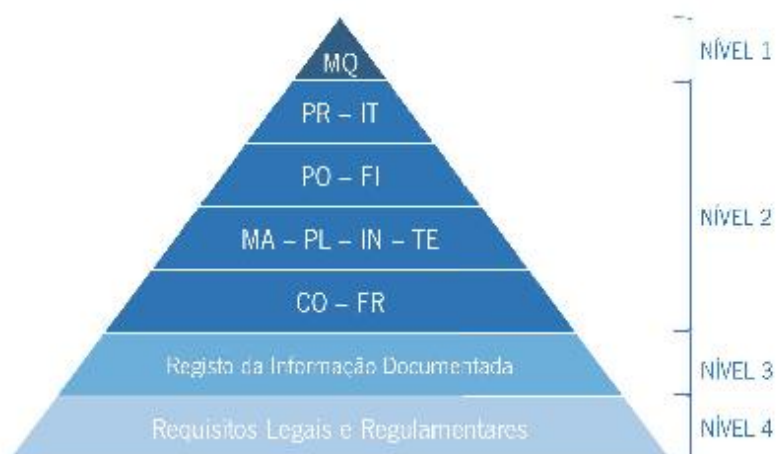 MQ
NÍVEL 1
PR – IT
PO – FI
NÍVEL 2
MA – PL – IN – TE
CO – FR
Registo da Informação Documentada
NÍVEL 3
Requisitos Legais e Regulamentares
NÍVEL 4